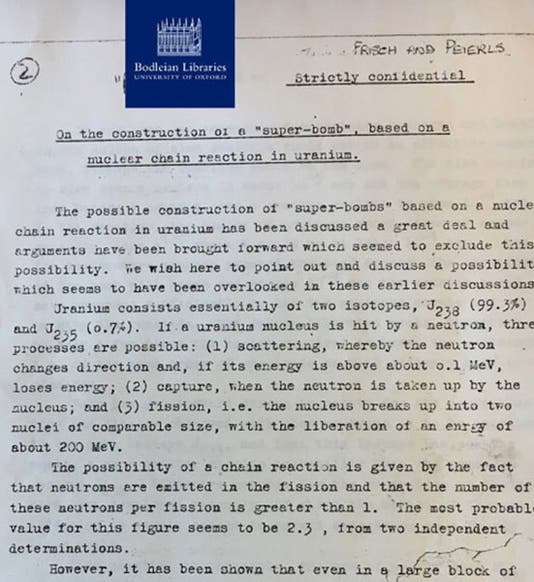 Bodleian Libraries
UNIVERSITY OF OXFORD
FRISCH AND PEIERLS
2
Strictly confidential
On the construction of a "super-bomb", based on a
nuclear chain reaction in uranium.
The possible construction of "super-bombs" based on a nucle
chain reaction in uranium has been discussed a great deal and
arguments have been brought forward which seemed to exclude this
possibility. We wish here to point out and discuss a possibilit
which seems to have been overlooked in these earlier discussions
Uranium consists essentially of two isotopes, U238 (99.3%)
and U235 (0.7%). If a uranium nucleus is hit by a neutron, thre
processes are possible: (1) scattering, whereby the neutron
changes direction and, if its energy is above about 0.1 MeV,
loses energy; (2) capture, when the neutron is taken up by the
nucleus; and (3) fission, i.e. the nucleus breaks up into two
nuclei of comparable size, with the liberation of an enrgy of
about 200 MeV.
The possibility of a chain reaction is given by the fact
that neutrons are emitted in the fission and that the number of
these neutrons per fission is greater than 1. The most probabl
value for this figure seems to be 2.3 , from two independent
determinations.
However, it has been shown that even in a large block of